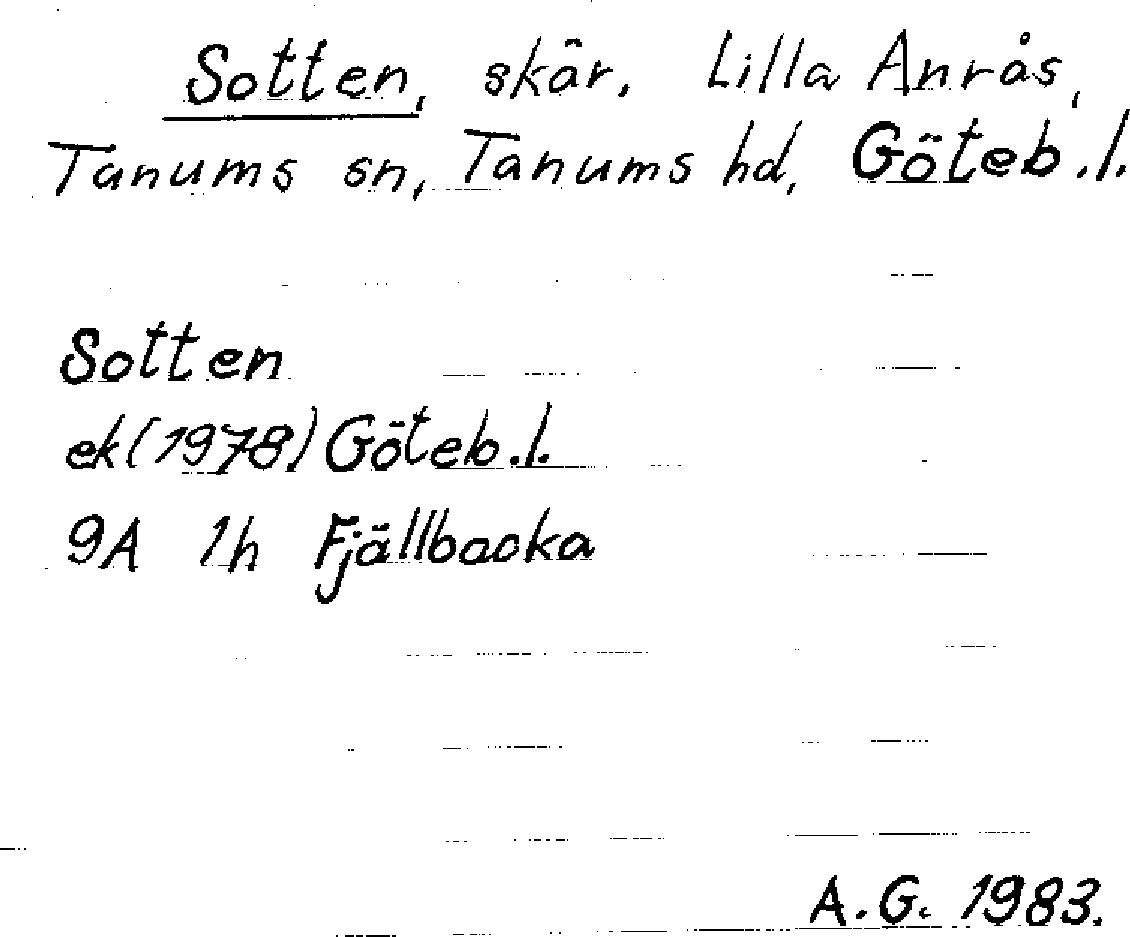 Sotten, skär, Lilla Anrås,
Tanums sn, Tanums hd, Göteb.l.
Sotten
ek(1978) Göteb.l.
9A 1h Fjällbacka
A.G. 1983.